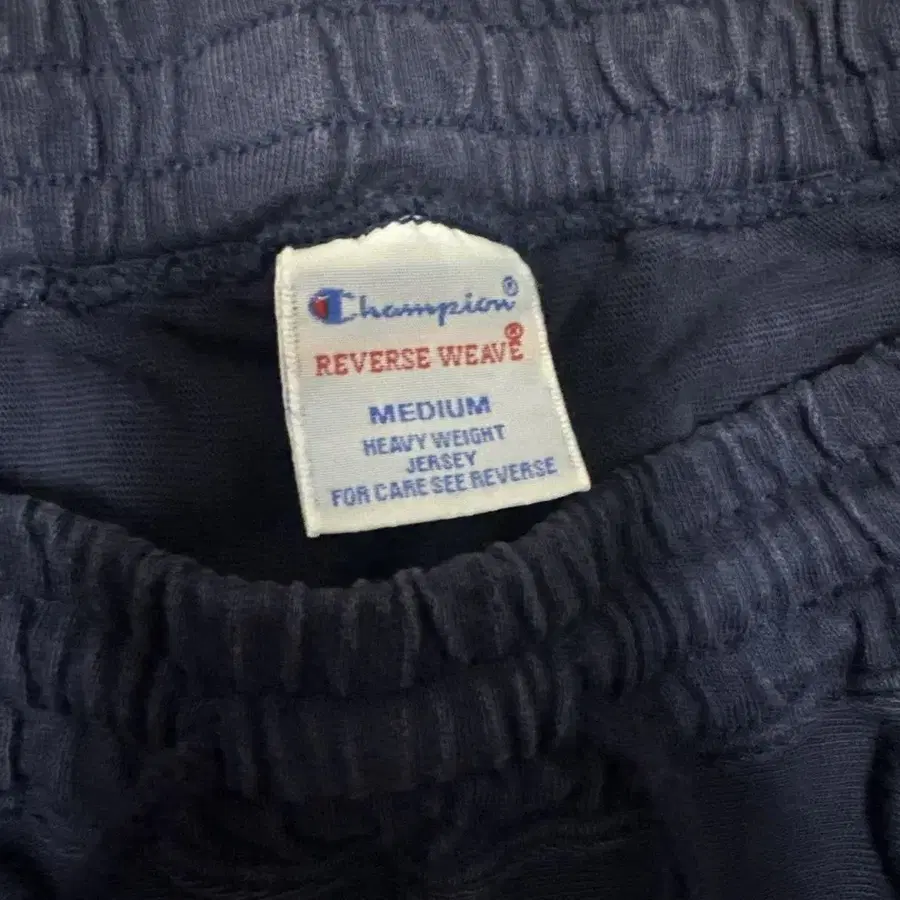 Champion®
REVERSE WEAVE®
MEDIUM
HEAVY WEIGHT
JERSEY
FOR CARE SEE REVERSE